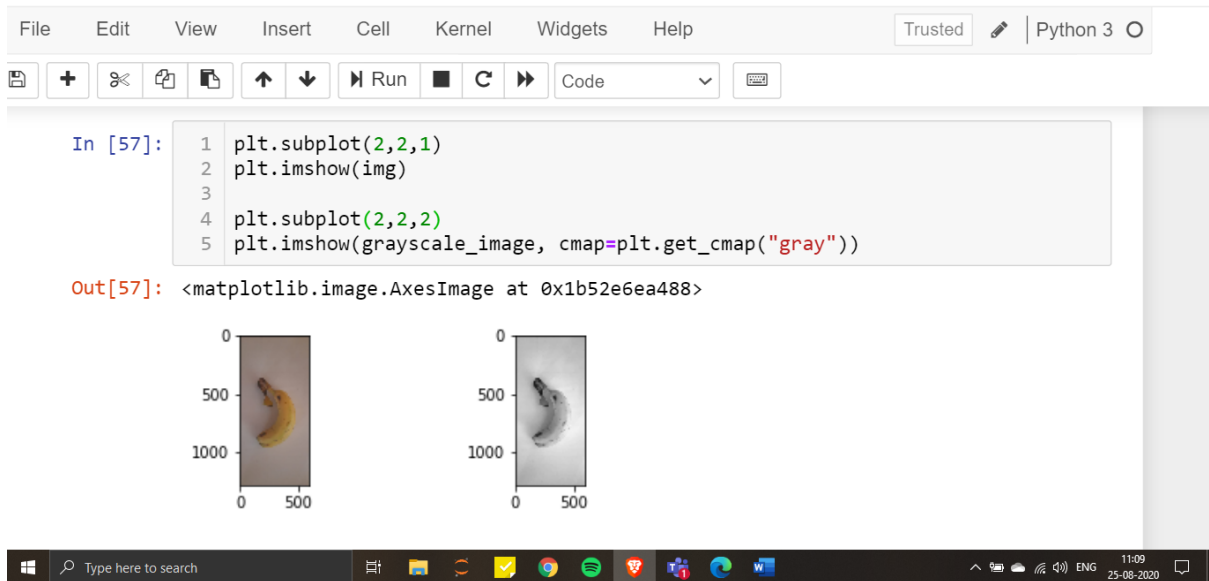 File Edit View Insert Cell Kernel Widgets Help Trusted Python 3
Run Code
In [57]:
1 plt.subplot(2,2,1)
2 plt.imshow(img)
3
4 plt.subplot(2,2,2)
5 plt.imshow(grayscale_image, cmap=plt.get_cmap("gray"))
Out[57]: <matplotlib.image.AxesImage at 0x1b52e6ea488>
0 0
500 500
1000 1000
0 500 0 500
Type here to search ENG 11:09
25-08-2020